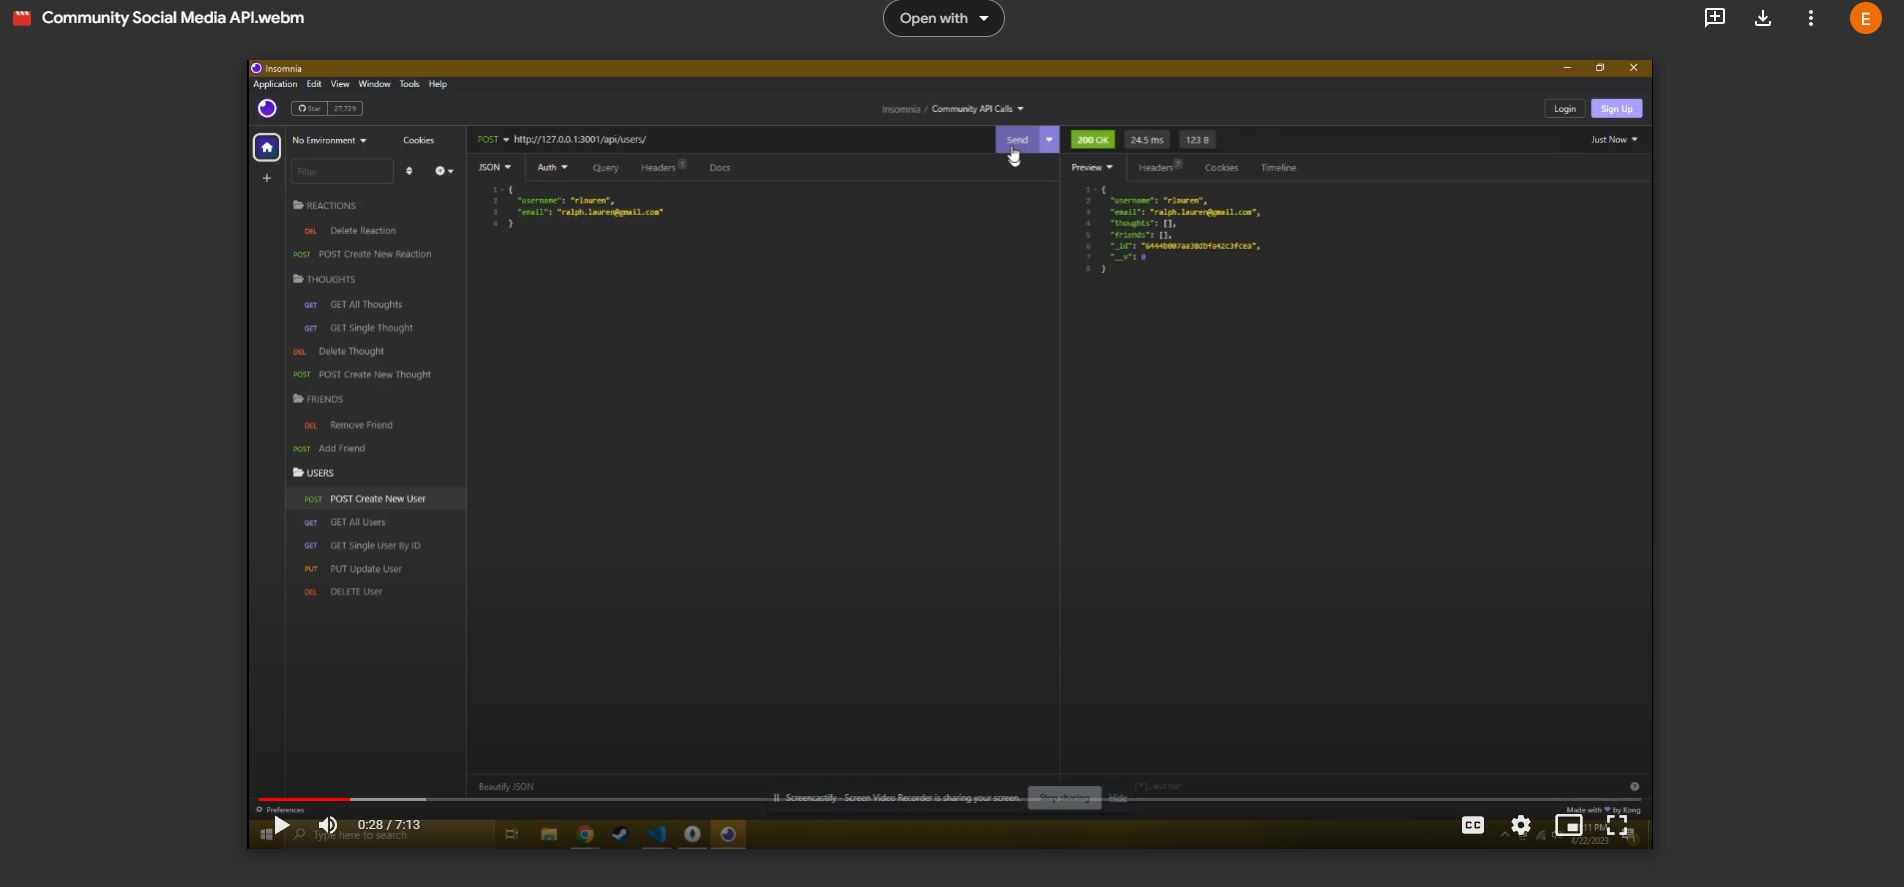 Community Social Media API.webm
Open with
E
Insomnia
Application Edit View Window Tools Help
Star 27,729
Insomnia / Community API Calls
Login Sign Up
No Environment Cookies
POST http://127.0.0.1:3001/api/users/ Send
200 OK 24.5 ms 123 B Just Now
Filter
JSON Auth Query Headers 1 Docs
Preview Headers 7 Cookies Timeline
1 {
2 "username": "rlauren",
3 "email": "ralph.lauren@gmail.com"
4 }
1 {
2 "username": "rlauren",
3 "email": "ralph.lauren@gmail.com",
4 "thoughts": [],
5 "friends": [],
6 "_id": "6444b007aa38dbfa42c3fcea",
7 "__v": 0
8 }
REACTIONS
DEL Delete Reaction
POST POST Create New Reaction
THOUGHTS
GET GET All Thoughts
GET GET Single Thought
DEL Delete Thought
POST POST Create New Thought
FRIENDS
DEL Remove Friend
POST Add Friend
USERS
POST POST Create New User
GET GET All Users
GET GET Single User By ID
PUT PUT Update User
DEL DELETE User
Beautify JSON
[*].author
Screencastify - Screen Video Recorder is sharing your screen. Stop sharing Hide
Preferences
Made with ♥ by Kong
0:28 / 7:13
CC
Type here to search
11 PM
4/22/2023